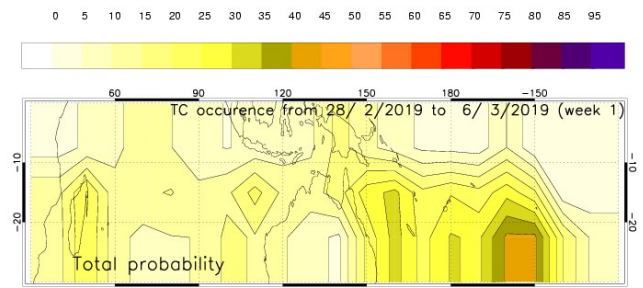 0 5 10 15 20 25 30 35 40 45 50 55 60 65 70 75 80 85 90 95
60 90 120 150 180 −150
TC occurence from 28/ 2/2019 to 6/ 3/2019 (week 1)
−10 −10
−20 −20
Total probability